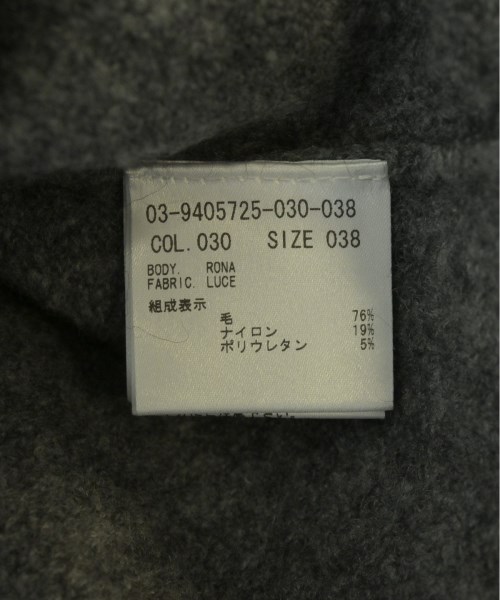 03-9405725-030-038
COL. 030 SIZE 038
BODY. RONA
FABRIC. LUCE
組成表示
毛 76%
ナイロン 19%
ポリウレタン 5%